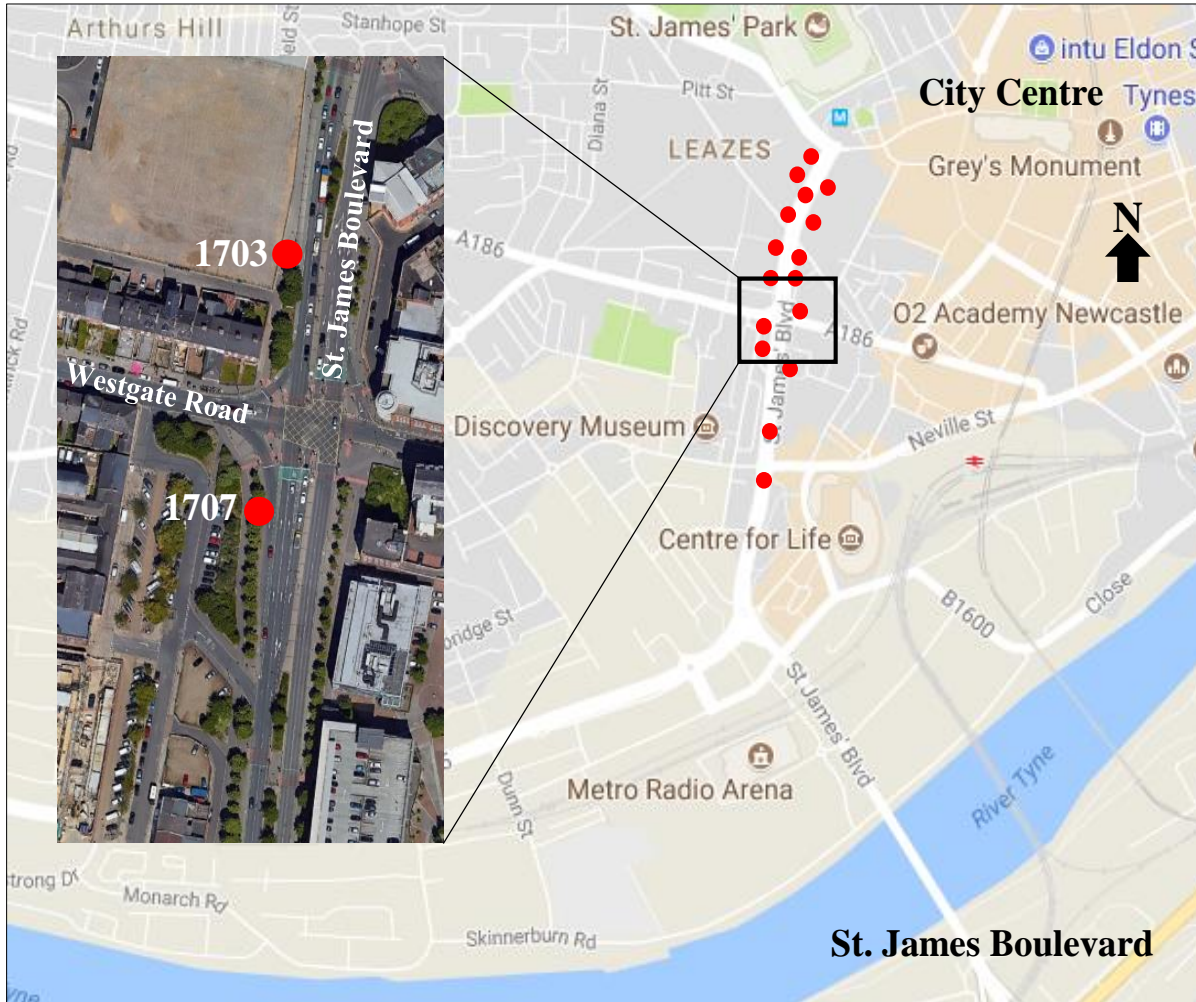 Arthurs Hill
Stanhope St
St. James' Park
intu Eldon S
City Centre
Tynes
Pitt St
M
Diana St
LEAZES
Grey's Monument
N
St. James Boulevard
1703
A186
O2 Academy Newcastle
A186
St James' Blvd
Westgate Road
Discovery Museum
Neville St
1707
Centre for Life
B1600
Close
St James' Blvd
Metro Radio Arena
River Tyne
Dunn St
Monarch Rd
Skinnerburn Rd
St. James Boulevard